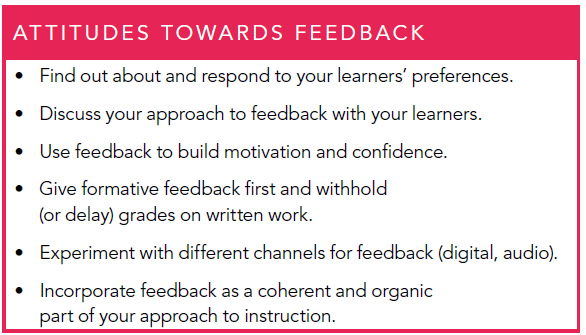 ATTITUDES TOWARDS FEEDBACK
• Find out about and respond to your learners’ preferences.
• Discuss your approach to feedback with your learners.
• Use feedback to build motivation and confidence.
• Give formative feedback first and withhold
(or delay) grades on written work.
• Experiment with different channels for feedback (digital, audio).
• Incorporate feedback as a coherent and organic
part of your approach to instruction.